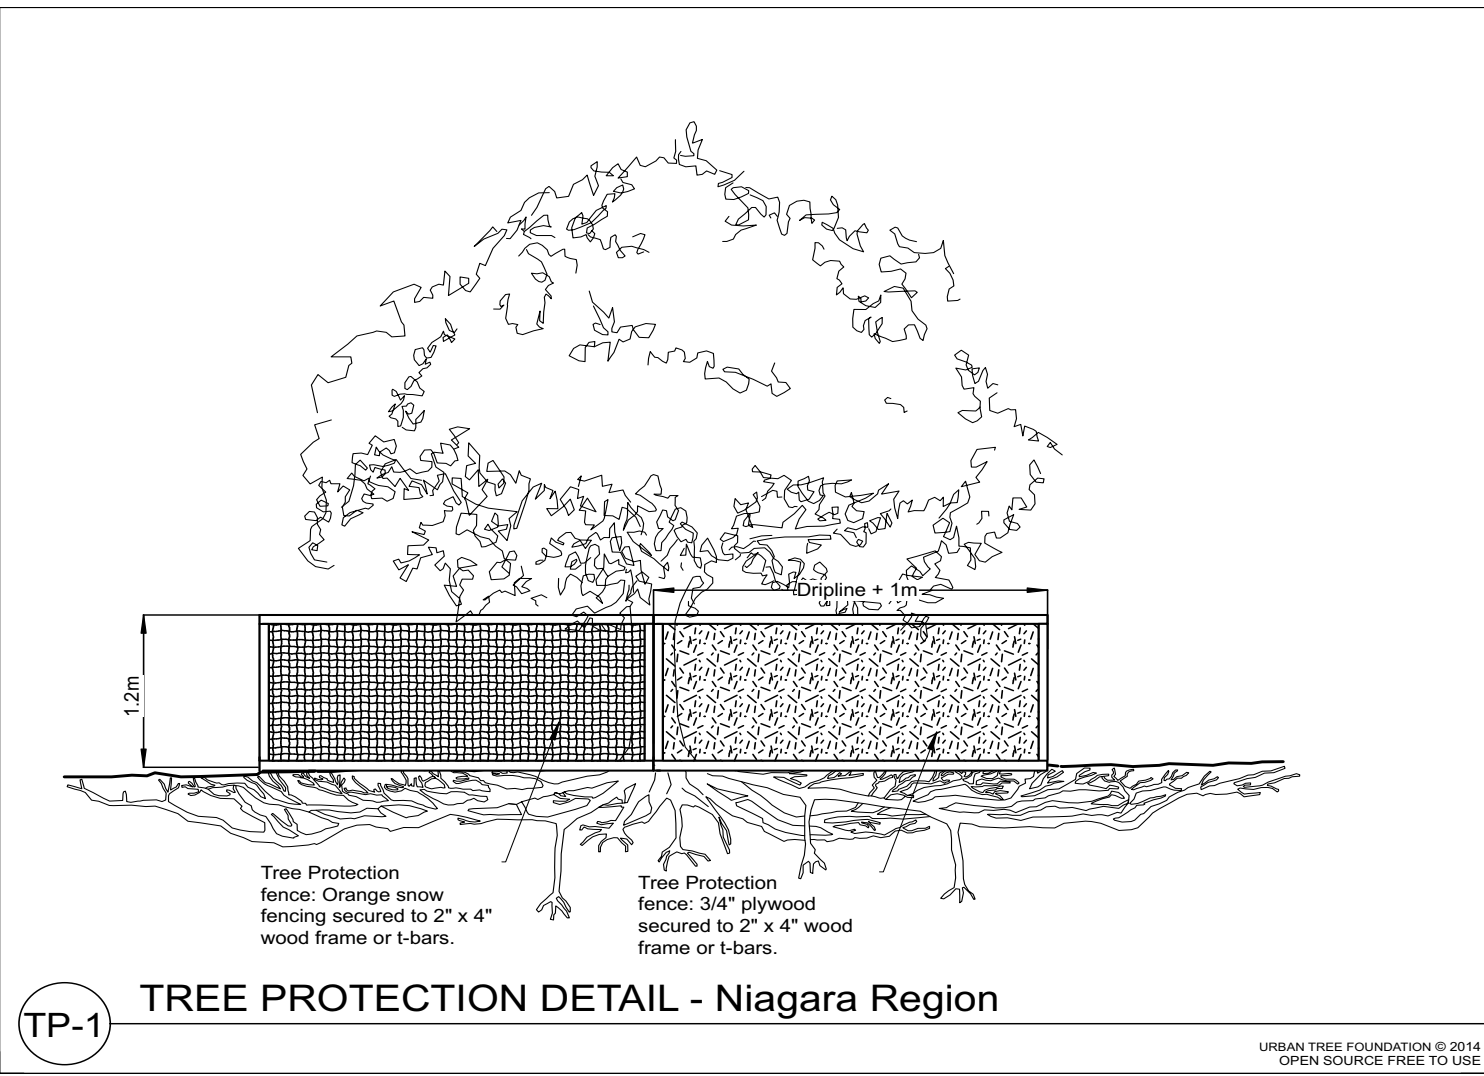 Dripline + 1m
1.2m
Tree Protection
fence: Orange snow
fencing secured to 2" x 4"
wood frame or t-bars.
Tree Protection
fence: 3/4" plywood
secured to 2" x 4" wood
frame or t-bars.
TP-1
TREE PROTECTION DETAIL - Niagara Region
URBAN TREE FOUNDATION © 2014
OPEN SOURCE FREE TO USE